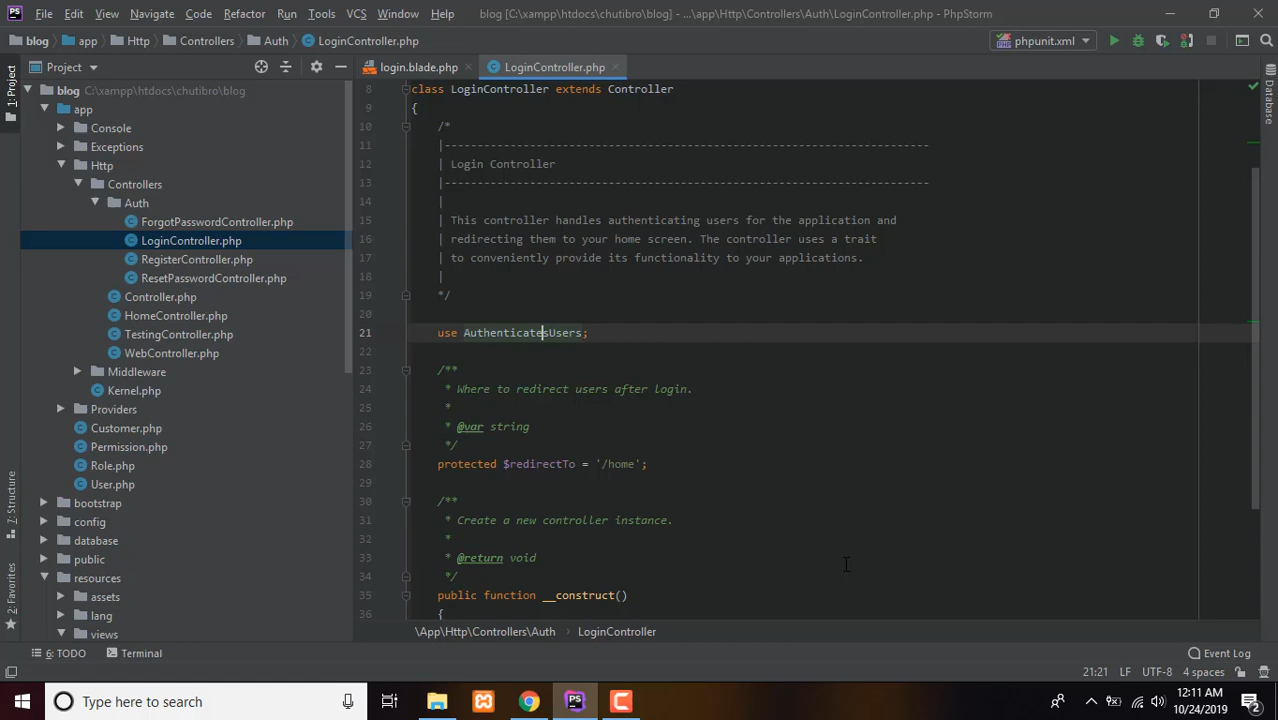 PS File Edit View Navigate Code Refactor Run Tools VCS Window Help blog [C:\xampp\htdocs\chutibro\blog] - ...\app\Http\Controllers\Auth\LoginController.php - PhpStorm
blog app Http Controllers Auth LoginController.php phpunit.xml
Project login.blade.php LoginController.php
1: Project
blog C:\xampp\htdocs\chutibro\blog
app
Console
Exceptions
Http
Controllers
Auth
ForgotPasswordController.php
LoginController.php
RegisterController.php
ResetPasswordController.php
Controller.php
HomeController.php
TestingController.php
WebController.php
Middleware
Kernel.php
Providers
Customer.php
Permission.php
Role.php
User.php
bootstrap
config
database
public
resources
assets
lang
views
7: Structure
2: Favorites
8 class LoginController extends Controller
9 {
10 /*
11 |--------------------------------------------------------------------------
12 | Login Controller
13 |--------------------------------------------------------------------------
14 |
15 | This controller handles authenticating users for the application and
16 | redirecting them to your home screen. The controller uses a trait
17 | to conveniently provide its functionality to your applications.
18 |
19 */
20
21 use AuthenticatesUsers;
22
23 /**
24 * Where to redirect users after login.
25 *
26 * @var string
27 */
28 protected $redirectTo = '/home';
29
30 /**
31 * Create a new controller instance.
32 *
33 * @return void
34 */
35 public function __construct()
36 {
Database
\App\Http\Controllers\Auth LoginController
6: TODO Terminal Event Log
21:21 LF UTF-8 4 spaces
Type here to search PS 12:11 AM
10/24/2019 2